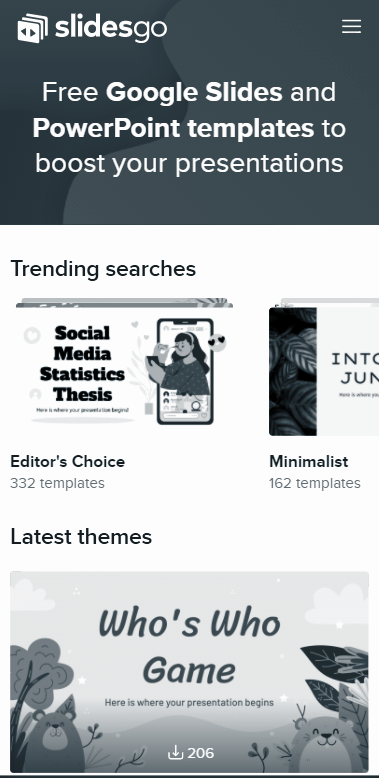 slidesgo
Free Google Slides and
PowerPoint templates to
boost your presentations
Trending searches
Social
Media
Statistics
Thesis
Here is where your presentation begins!
Editor's Choice
332 templates
Minimalist
162 templates
Latest themes
Who's Who
Game
Here is where your presentation begins
206